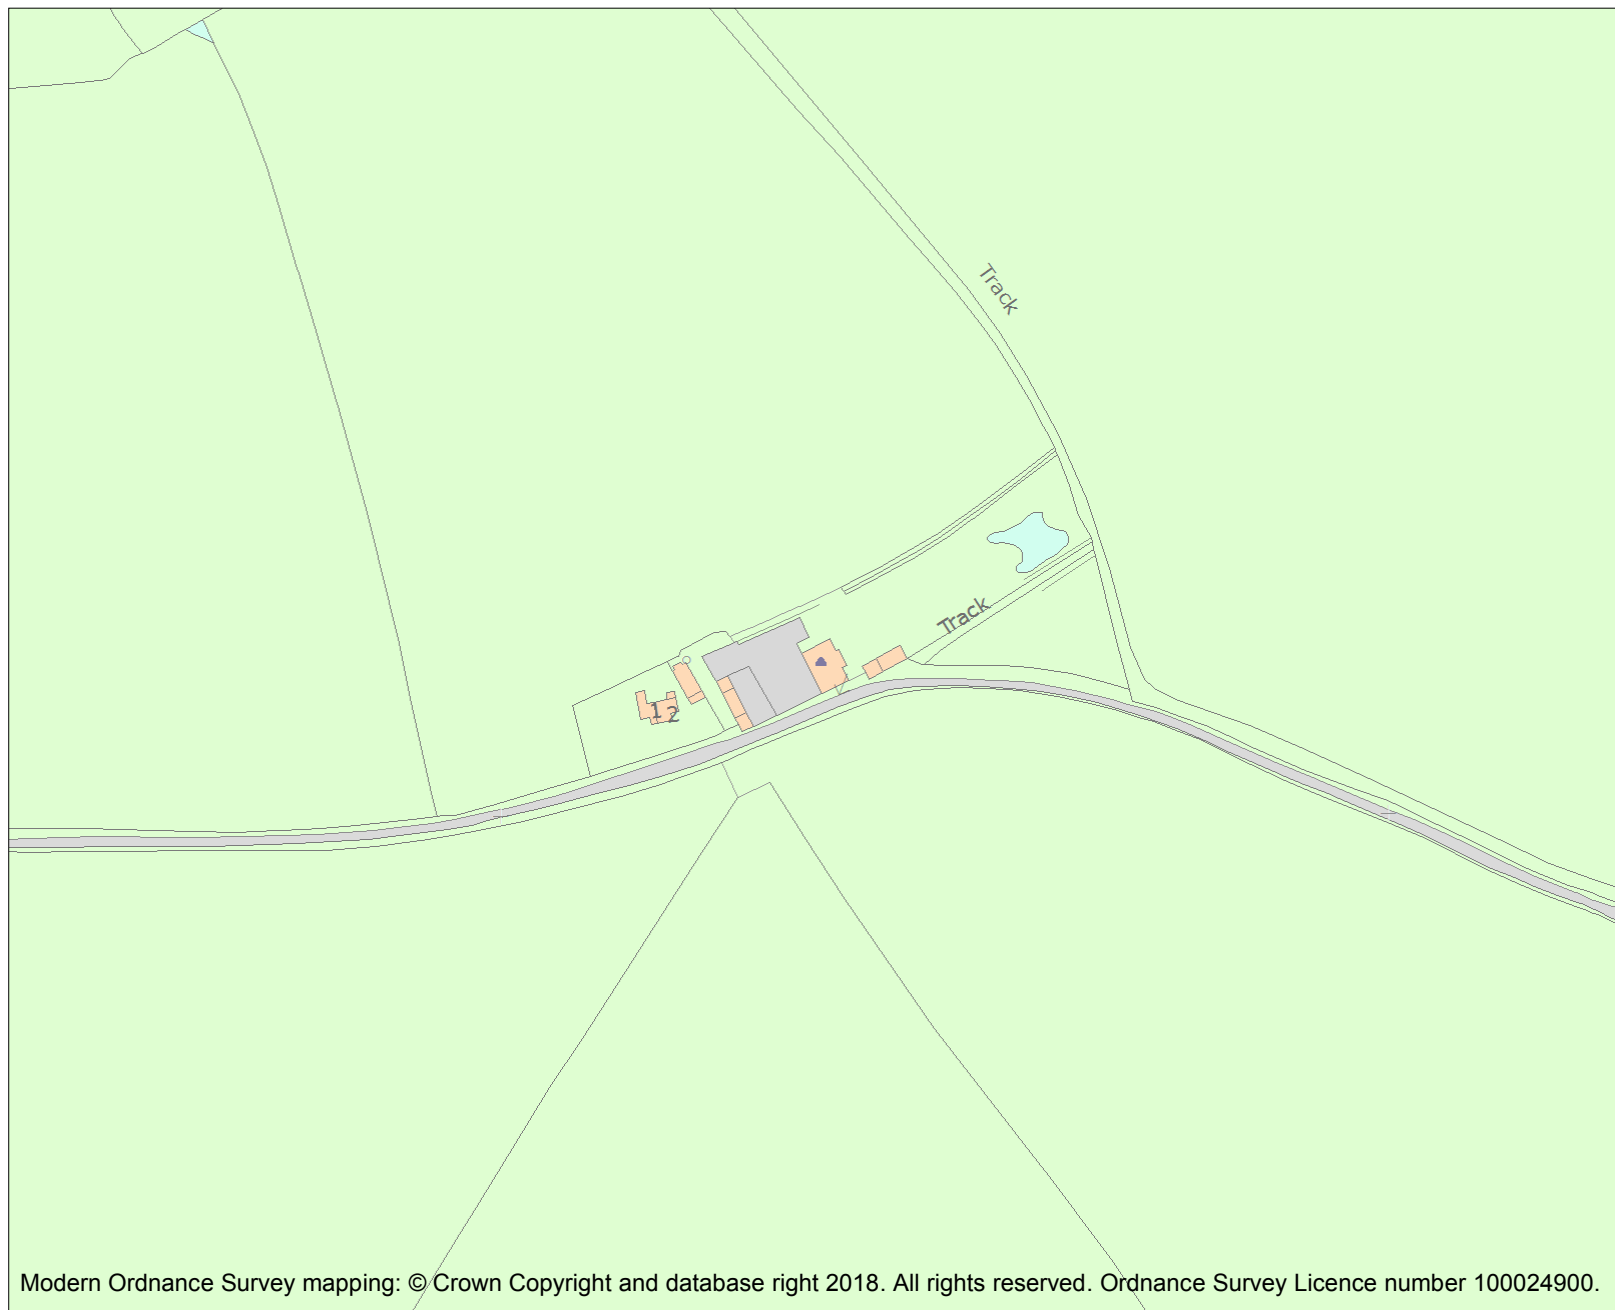 Track
Track
1
2
Modern Ordnance Survey mapping: © Crown Copyright and database right 2018. All rights reserved. Ordnance Survey Licence number 100024900.